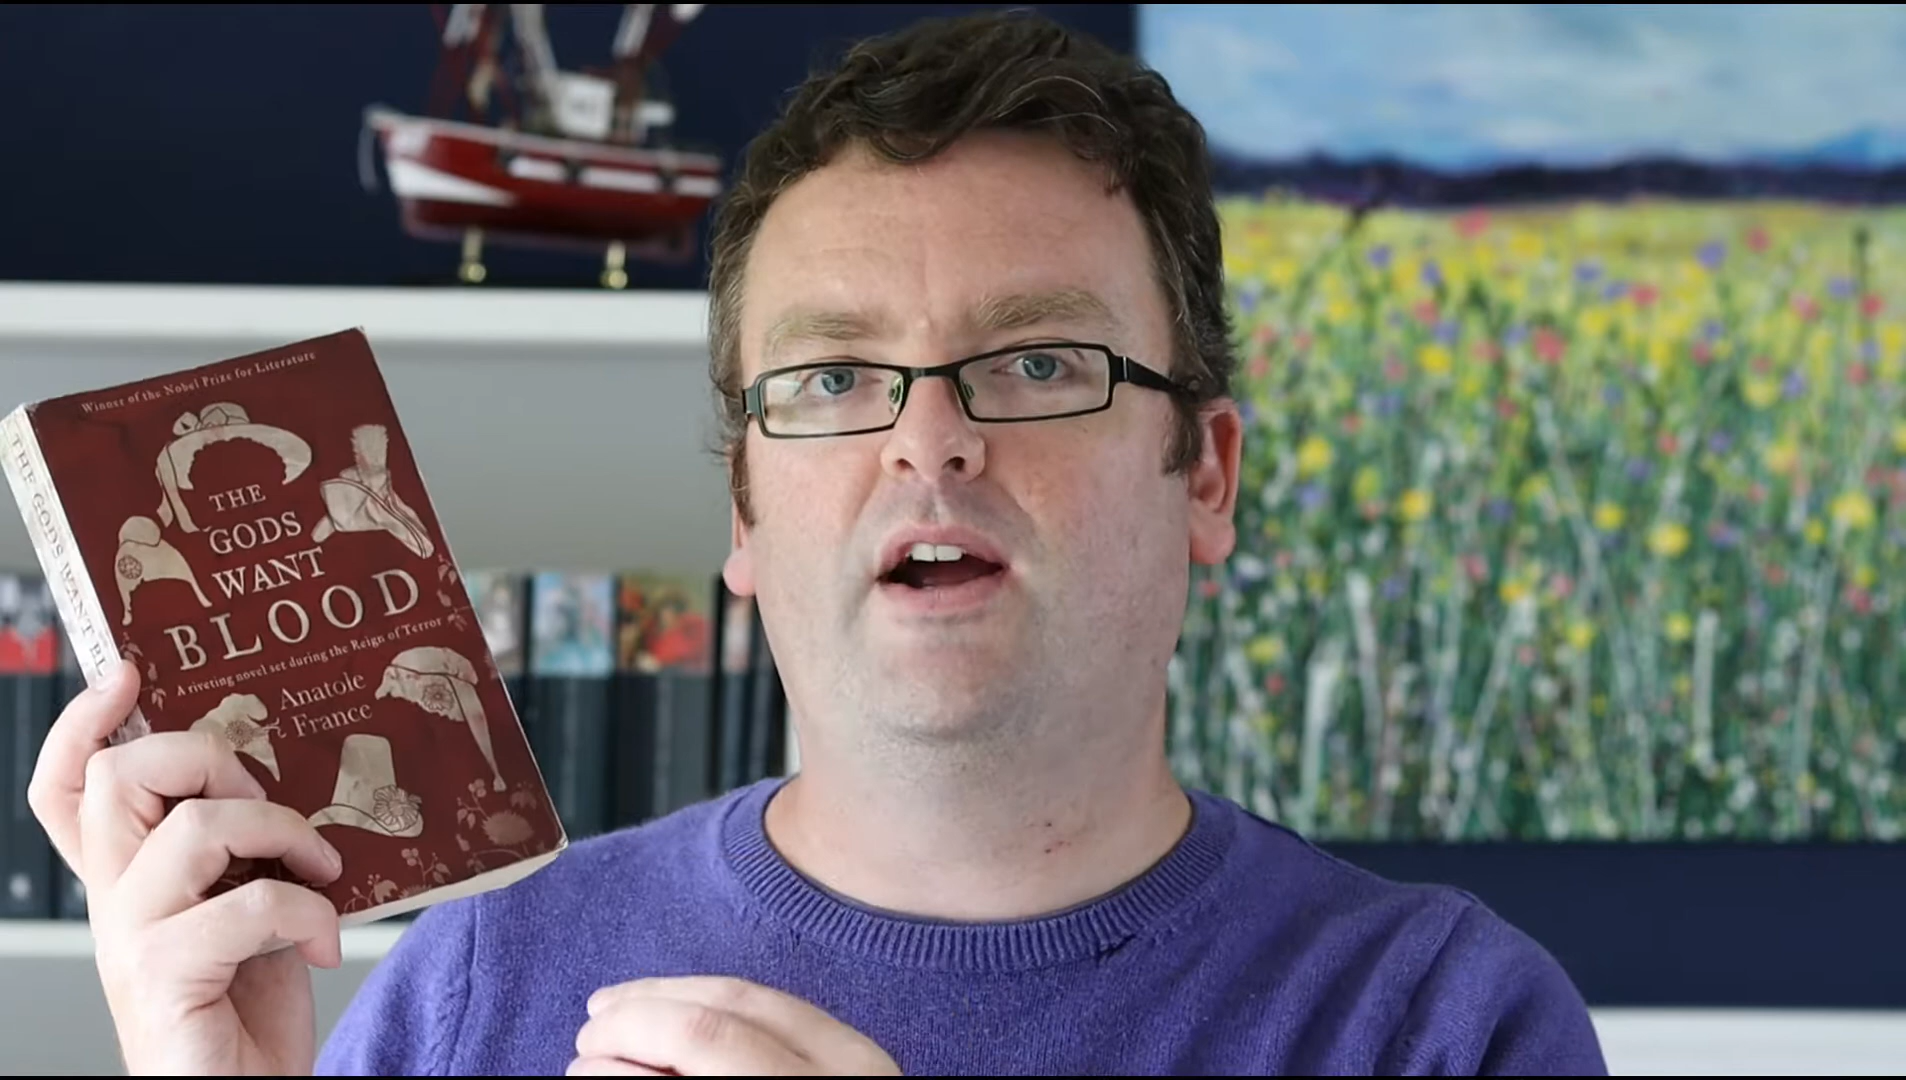 Winner of the Nobel Prize for Literature
THE
GODS
WANT
BLOOD
A riveting novel set during the Reign of Terror
Anatole
France
THE GODS WANT BL